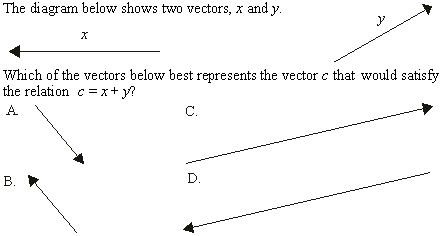 The diagram below shows two vectors, x and y.
x
y
Which of the vectors below best represents the vector c that would satisfy
the relation c = x + y?
A.
C.
B.
D.